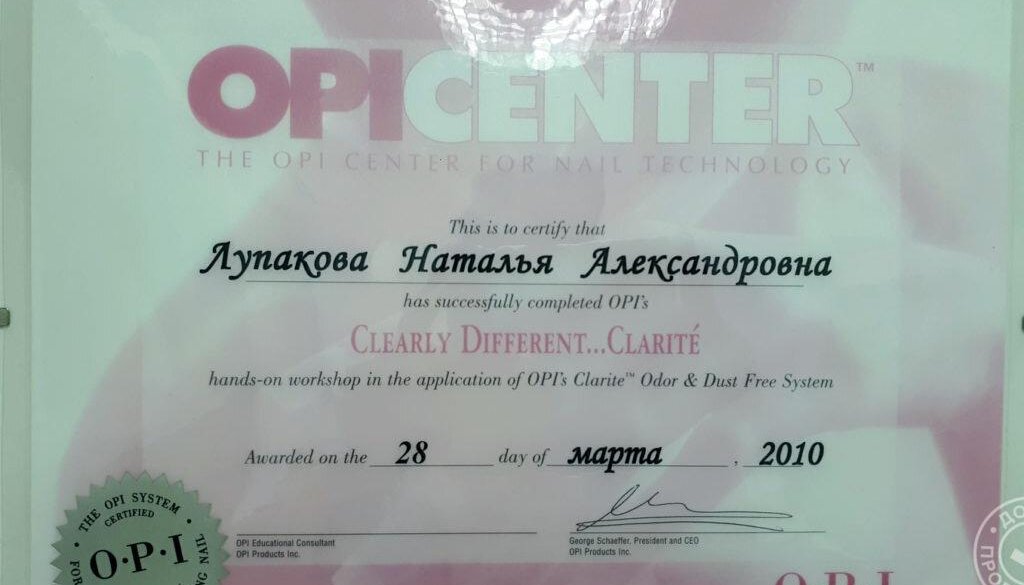 OPICENTER™
THE OPI CENTER FOR NAIL TECHNOLOGY
This is to certify that
Лупакова Наталья Александровна
has successfully completed OPI's
CLEARLY DIFFERENT...CLARITÉ
hands-on workshop in the application of OPI's Clarite™ Odor & Dust Free System
Awarded on the 28 day of марта, 2010
OPI Educational Consultant
OPI Products Inc.
George Schaeffer, President and CEO
OPI Products Inc.
• THE OPI SYSTEM •
CERTIFIED
O·P·I
FOR
NAIL
O.P.I